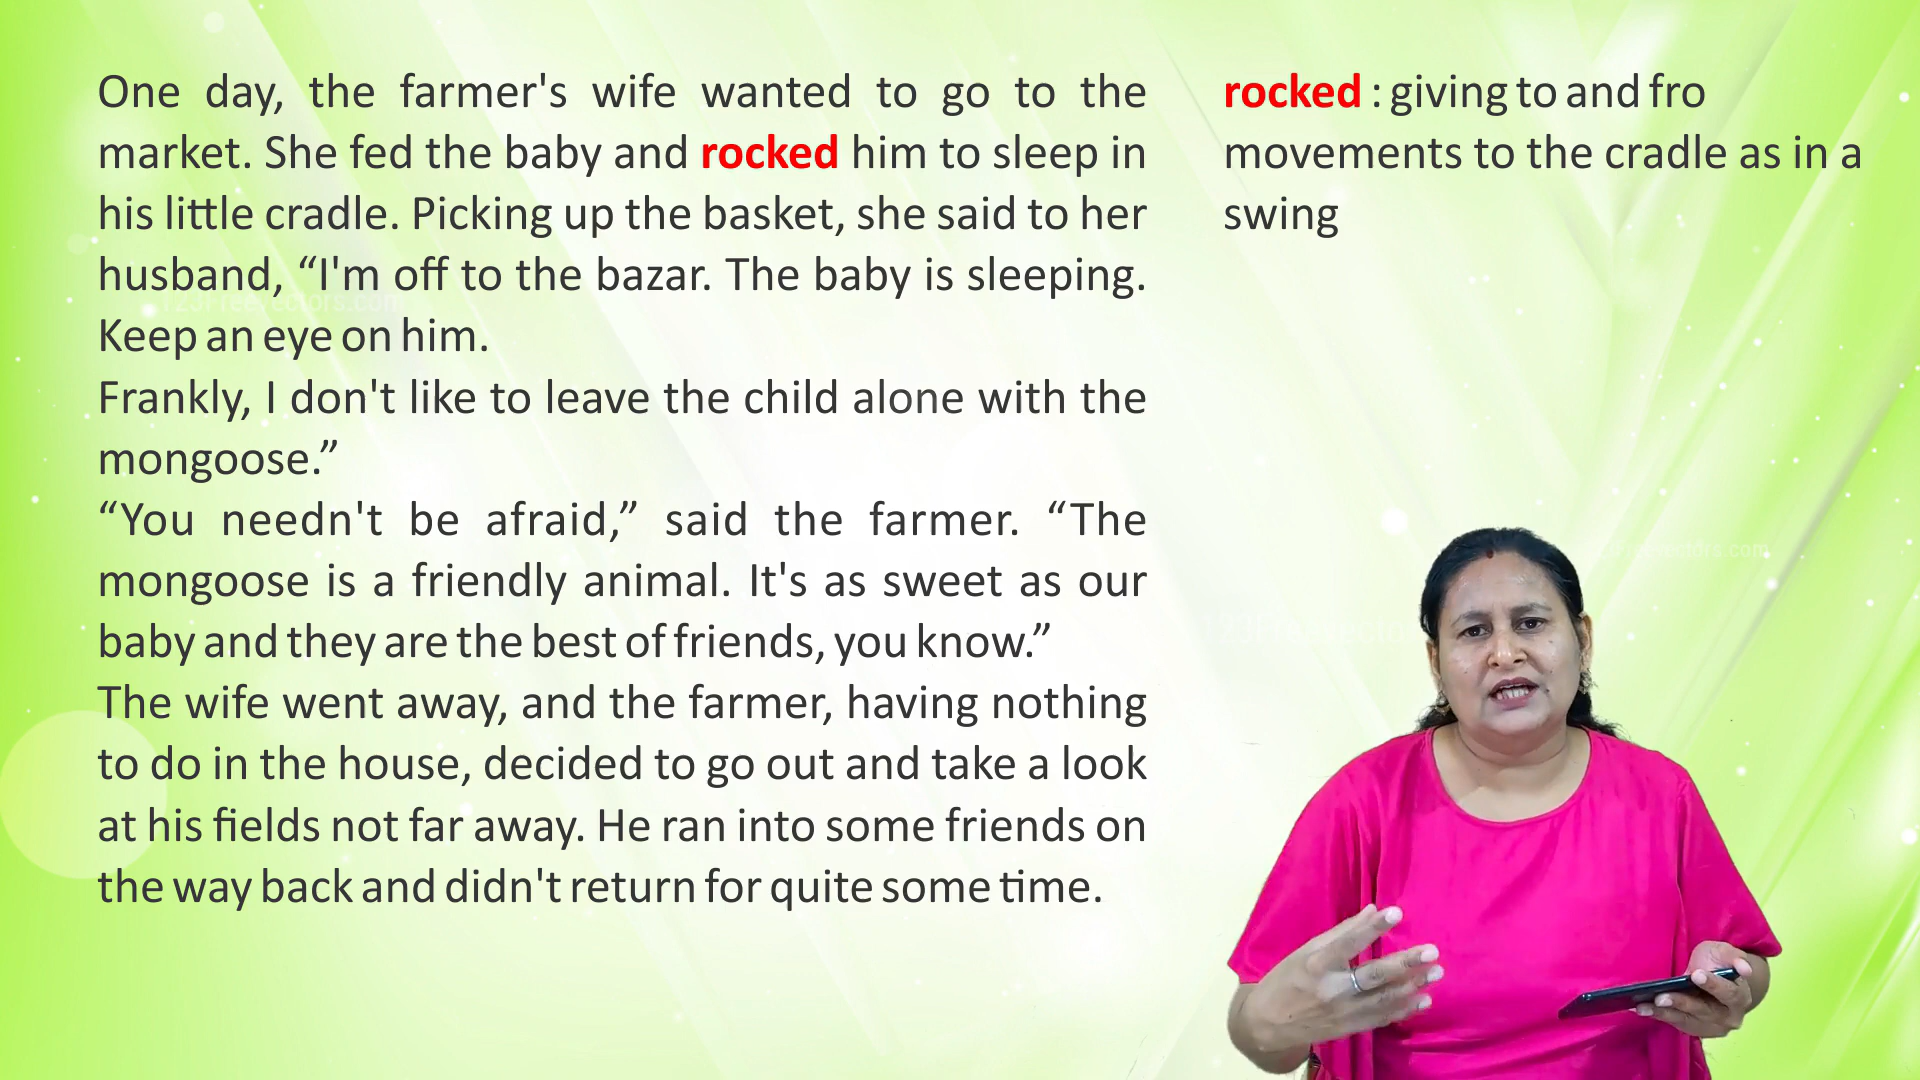 One day, the farmer's wife wanted to go to the
market. She fed the baby and rocked him to sleep in
his little cradle. Picking up the basket, she said to her
husband, “I'm off to the bazar. The baby is sleeping.
Keep an eye on him.
Frankly, I don't like to leave the child alone with the
mongoose.”
“You needn't be afraid,” said the farmer. “The
mongoose is a friendly animal. It's as sweet as our
baby and they are the best of friends, you know.”
The wife went away, and the farmer, having nothing
to do in the house, decided to go out and take a look
at his fields not far away. He ran into some friends on
the way back and didn't return for quite some time.
rocked : giving to and fro
movements to the cradle as in a
swing